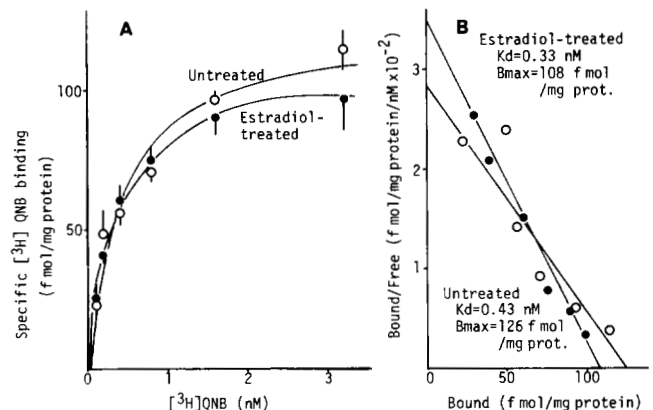 A
Specific [³H] QNB binding
(f mol/mg protein)
100
50
0
0
1
2
3
[³H]QNB (nM)
Untreated
Estradiol-
treated
B
Bound/Free (f mol/mg protein/nM x10⁻²)
3
2
1
0
50
100
Bound (f mol/mg protein)
Estradiol-treated
Kd=0.33 nM
Bmax=108 f mol
/mg prot.
Untreated
Kd=0.43 nM
Bmax=126 f mol
/mg prot.